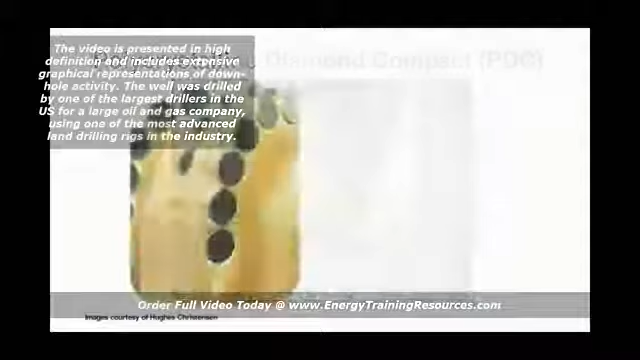 Polycrystalline Diamond Compact (PDC)
The video is presented in high
definition and includes extensive
graphical representations of down-
hole activity. The well was drilled
by one of the largest drillers in the
US for a large oil and gas company,
using one of the most advanced
land drilling rigs in the industry.
Order Full Video Today @ www.EnergyTrainingResources.com
Images courtesy of Hughes Christensen